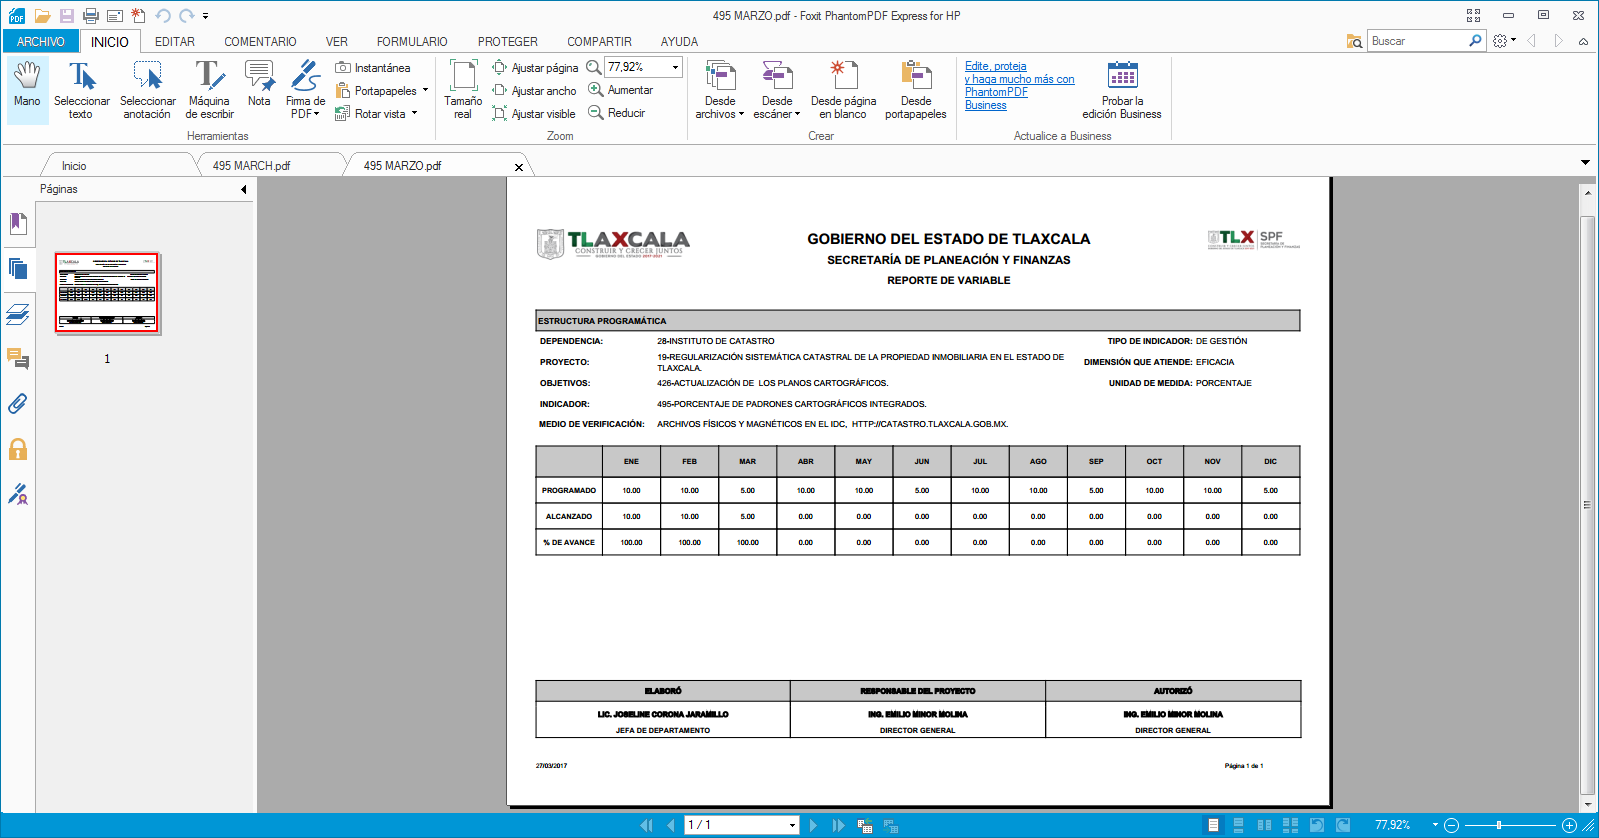 495 MARZO.pdf - Foxit PhantomPDF Express for HP
ARCHIVO INICIO EDITAR COMENTARIO VER FORMULARIO PROTEGER COMPARTIR AYUDA Buscar
Mano
Seleccionar texto
Seleccionar anotación
Máquina de escribir
Nota
Firma de PDF
Instantánea
Portapapeles
Rotar vista
Herramientas
Tamaño real
Ajustar página
Ajustar ancho
Ajustar visible
77,92%
Aumentar
Reducir
Zoom
Desde archivos
Desde escáner
Desde página en blanco
Desde portapapeles
Crear
Edite, proteja
y haga mucho más con
PhantomPDF
Business
Probar la edición Business
Actualice a Business
Inicio 495 MARCH.pdf 495 MARZO.pdf
Páginas
1
TLAXCALA
CONSTRUIR Y CRECER JUNTOS
GOBIERNO DEL ESTADO 2017-2021
GOBIERNO DEL ESTADO DE TLAXCALA
SECRETARÍA DE PLANEACIÓN Y FINANZAS
REPORTE DE VARIABLE
TLX SPF
SECRETARÍA DE
PLANEACIÓN Y FINANZAS
ESTRUCTURA PROGRAMÁTICA
DEPENDENCIA: 28-INSTITUTO DE CATASTRO TIPO DE INDICADOR: DE GESTIÓN
PROYECTO: 19-REGULARIZACIÓN SISTEMÁTICA CATASTRAL DE LA PROPIEDAD INMOBILIARIA EN EL ESTADO DE
TLAXCALA.
DIMENSIÓN QUE ATIENDE: EFICACIA
OBJETIVOS: 426-ACTUALIZACIÓN DE LOS PLANOS CARTOGRÁFICOS. UNIDAD DE MEDIDA: PORCENTAJE
INDICADOR: 495-PORCENTAJE DE PADRONES CARTOGRÁFICOS INTEGRADOS.
MEDIO DE VERIFICACIÓN: ARCHIVOS FÍSICOS Y MAGNÉTICOS EN EL IDC, HTTP://CATASTRO.TLAXCALA.GOB.MX.
ENE FEB MAR ABR MAY JUN JUL AGO SEP OCT NOV DIC
PROGRAMADO 10.00 10.00 5.00 10.00 10.00 5.00 10.00 10.00 5.00 10.00 10.00 5.00
ALCANZADO 10.00 10.00 5.00 0.00 0.00 0.00 0.00 0.00 0.00 0.00 0.00 0.00
% DE AVANCE 100.00 100.00 100.00 0.00 0.00 0.00 0.00 0.00 0.00 0.00 0.00 0.00
ELABORÓ RESPONSABLE DEL PROYECTO AUTORIZÓ
LIC. JOSELINE CORONA JARAMILLO ING. EMILIO MINOR MOLINA ING. EMILIO MINOR MOLINA
JEFA DE DEPARTAMENTO DIRECTOR GENERAL DIRECTOR GENERAL
27/03/2017 Página 1 de 1
1 / 1 77,92%